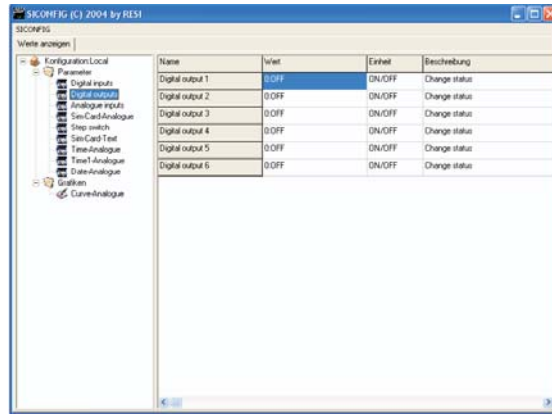 SICONFIG (C) 2004 by RESI
SICONFIG
Werte anzeigen
Konfiguration:Local
Parameter
Digital inputs
Digital outputs
Analogue inputs
Sim-Card-Analogue
Step switch
Sim-Card-Text
Time-Analogue
Time1-Analogue
Date-Analogue
Grafiken
Curve-Analogue
Name Wert Einheit Beschreibung
Digital output 1 0:OFF ON/OFF Change status
Digital output 2 0:OFF ON/OFF Change status
Digital output 3 0:OFF ON/OFF Change status
Digital output 4 0:OFF ON/OFF Change status
Digital output 5 0:OFF ON/OFF Change status
Digital output 6 0:OFF ON/OFF Change status